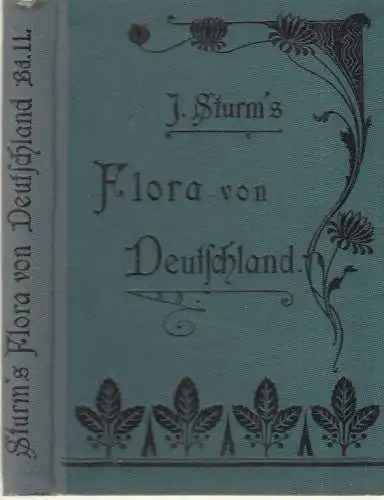 Sturm's Flora von Deutschland Bd. 11.
J. Sturm's
Flora von
Deutschland.